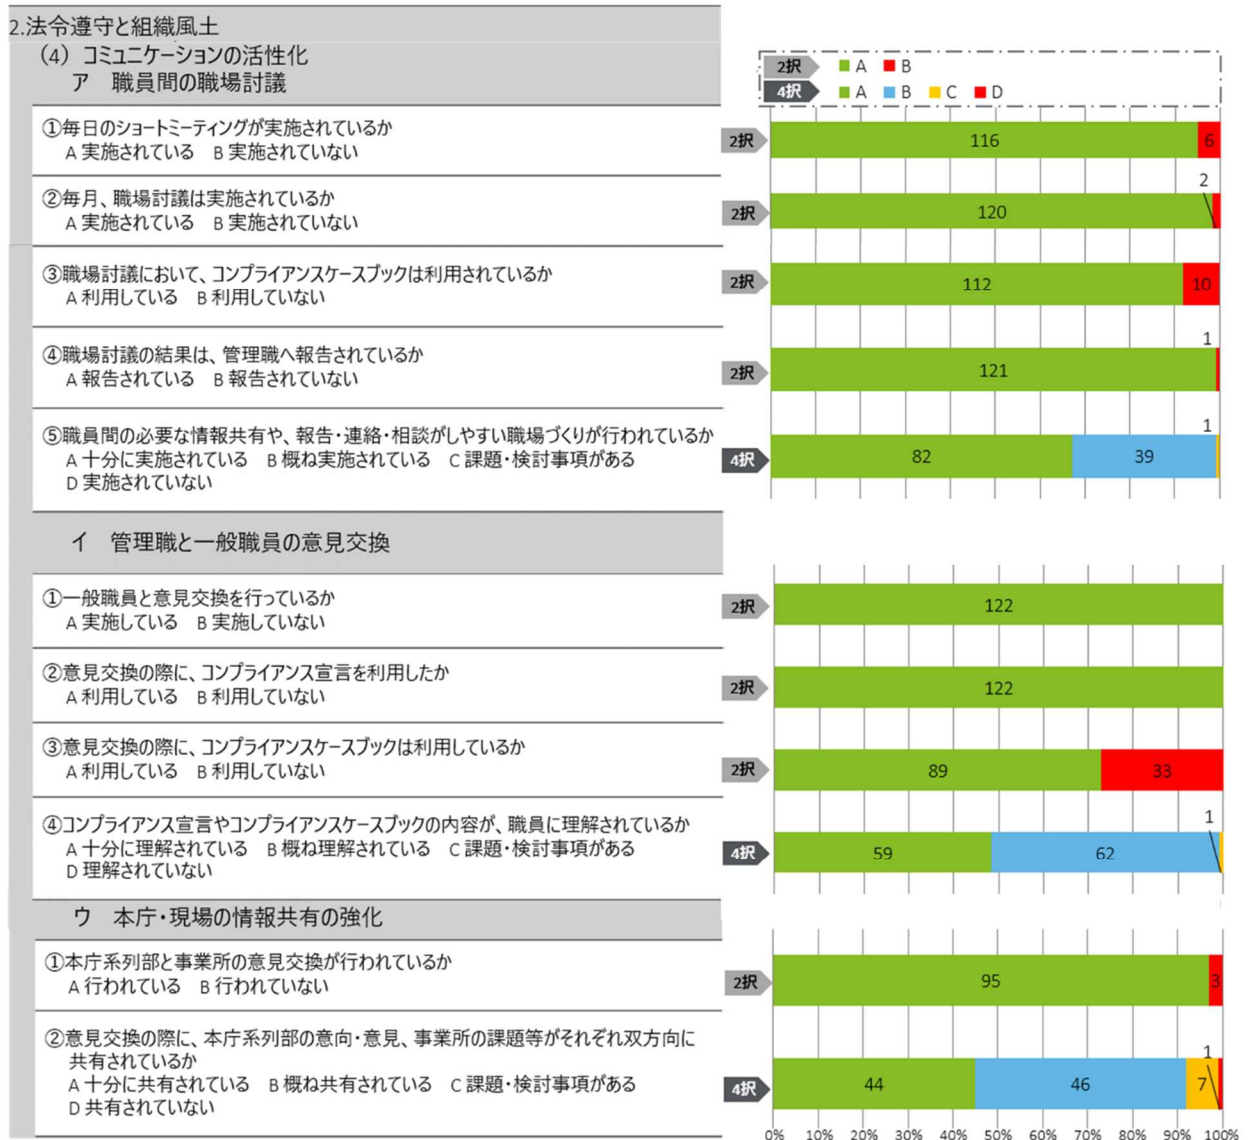 2.法令遵守と組織風土
(4) コミュニケーションの活性化
ア 職員間の職場討議
2択 A B
4択 A B C D
①毎日のショートミーティングが実施されているか
A 実施されている B 実施されていない
2択 116 6
②毎月、職場討議は実施されているか
A 実施されている B 実施されていない
2択 120 2
③職場討議において、コンプライアンスケースブックは利用されているか
A 利用している B 利用していない
2択 112 10
④職場討議の結果は、管理職へ報告されているか
A 報告されている B 報告されていない
2択 121 1
⑤職員間の必要な情報共有や、報告・連絡・相談がしやすい職場づくりが行われているか
A 十分に実施されている B 概ね実施されている C 課題・検討事項がある
D 実施されていない
4択 82 39 1
イ 管理職と一般職員の意見交換
①一般職員と意見交換を行っているか
A 実施している B 実施していない
2択 122
②意見交換の際に、コンプライアンス宣言を利用したか
A 利用している B 利用していない
2択 122
③意見交換の際に、コンプライアンスケースブックは利用しているか
A 利用している B 利用していない
2択 89 33
④コンプライアンス宣言やコンプライアンスケースブックの内容が、職員に理解されているか
A 十分に理解されている B 概ね理解されている C 課題・検討事項がある
D 理解されていない
4択 59 62 1
ウ 本庁・現場の情報共有の強化
①本庁系列部と事業所の意見交換が行われているか
A 行われている B 行われていない
2択 95 3
②意見交換の際に、本庁系列部の意向・意見、事業所の課題等がそれぞれ双方向に
共有されているか
A 十分に共有されている B 概ね共有されている C 課題・検討事項がある
D 共有されていない
4択 44 46 7 1
0% 10% 20% 30% 40% 50% 60% 70% 80% 90% 100%